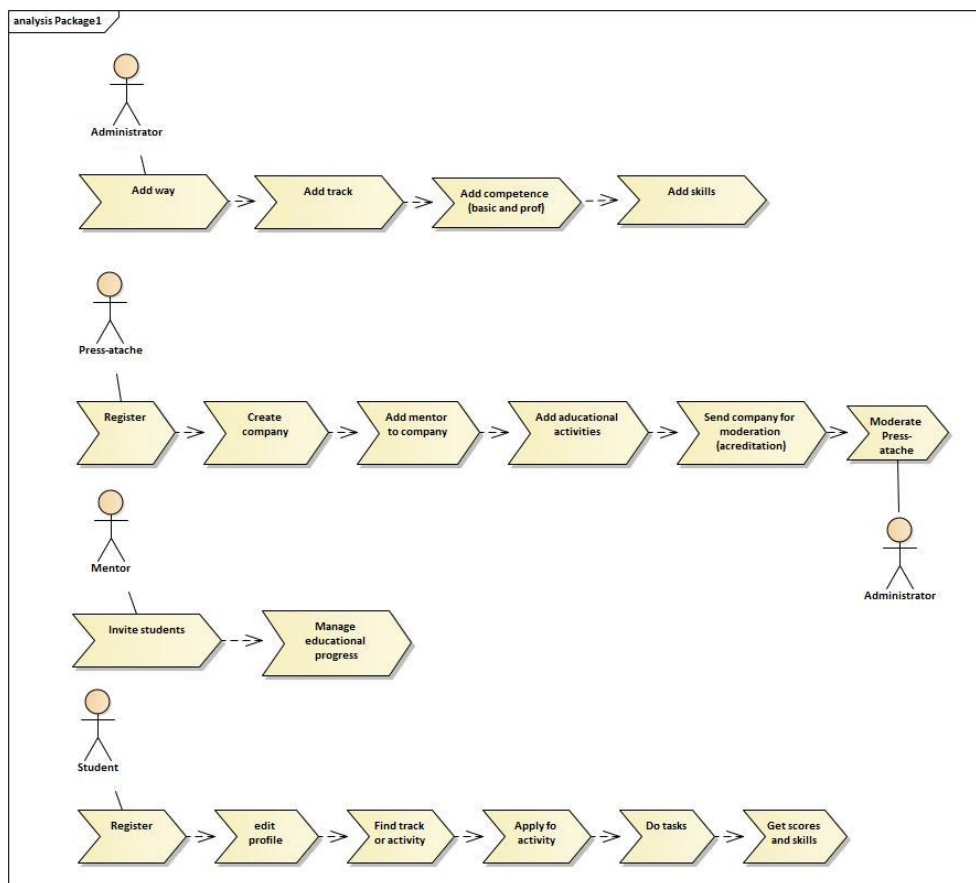 analysis Package1
Administrator
Add way
Add track
Add competence
(basic and prof)
Add skills
Press-atache
Register
Create
company
Add mentor
to company
Add aducational
activities
Send company for
moderation
(acreditation)
Moderate
Press-
atache
Administrator
Mentor
Invite students
Manage
educational
progress
Student
Register
edit
profile
Find track
or activity
Apply fo
activity
Do tasks
Get scores
and skills